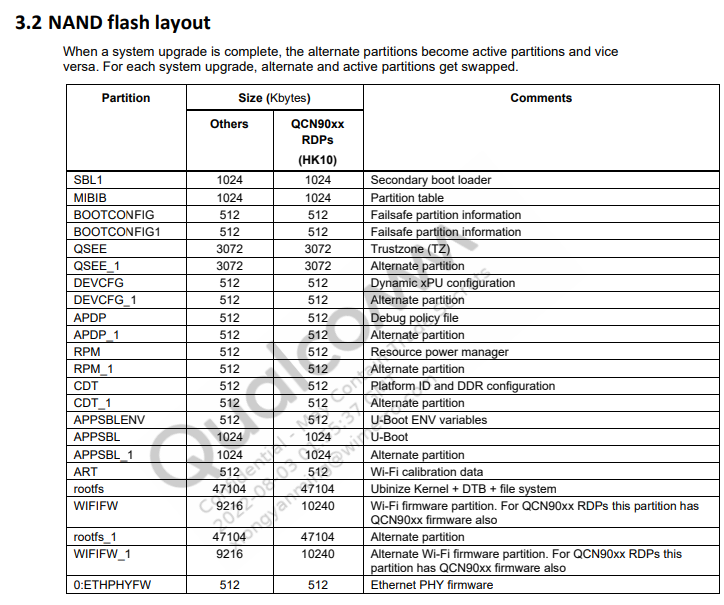 3.2 NAND flash layout
When a system upgrade is complete, the alternate partitions become active partitions and vice
versa. For each system upgrade, alternate and active partitions get swapped.
Partition Size (Kbytes) Comments
Others QCN90xx
RDPs
(HK10)
SBL1 1024 1024 Secondary boot loader
MIBIB 1024 1024 Partition table
BOOTCONFIG 512 512 Failsafe partition information
BOOTCONFIG1 512 512 Failsafe partition information
QSEE 3072 3072 Trustzone (TZ)
QSEE_1 3072 3072 Alternate partition
DEVCFG 512 512 Dynamic xPU configuration
DEVCFG_1 512 512 Alternate partition
APDP 512 512 Debug policy file
APDP_1 512 512 Alternate partition
RPM 512 512 Resource power manager
RPM_1 512 512 Alternate partition
CDT 512 512 Platform ID and DDR configuration
CDT_1 512 512 Alternate partition
APPSBLENV 512 512 U-Boot ENV variables
APPSBL 1024 1024 U-Boot
APPSBL_1 1024 1024 Alternate partition
ART 512 512 Wi-Fi calibration data
rootfs 47104 47104 Ubinize Kernel + DTB + file system
WIFIFW 9216 10240 Wi-Fi firmware partition. For QCN90xx RDPs this partition has
QCN90xx firmware also
rootfs_1 47104 47104 Alternate partition
WIFIFW_1 9216 10240 Alternate Wi-Fi firmware partition. For QCN90xx RDPs this
partition has QCN90xx firmware also
0:ETHPHYFW 512 512 Ethernet PHY firmware
Qualcomm
Confidential - May Contain Trade Secrets